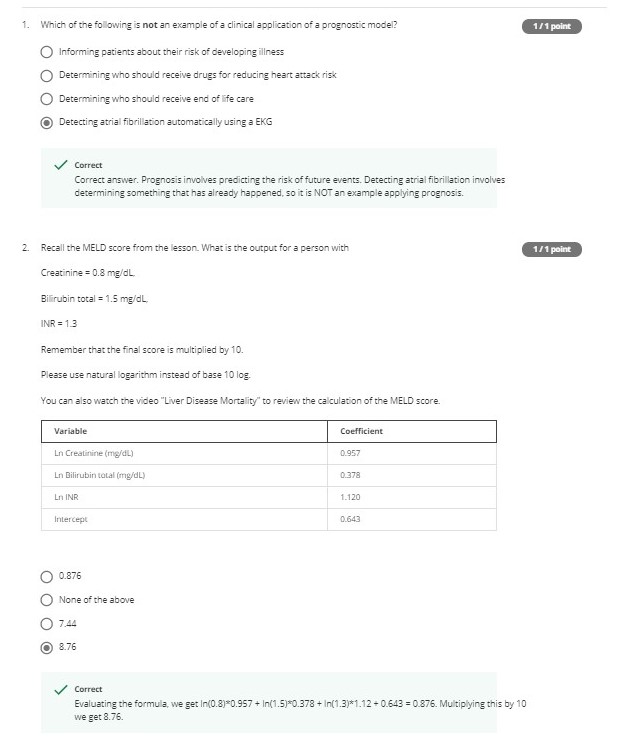 1. Which of the following is not an example of a clinical application of a prognostic model?
1 / 1 point
Informing patients about their risk of developing illness
Determining who should receive drugs for reducing heart attack risk
Determining who should receive end of life care
Detecting atrial fibrillation automatically using a EKG
Correct
Correct answer. Prognosis involves predicting the risk of future events. Detecting atrial fibrillation involves
determining something that has already happened, so it is NOT an example applying prognosis.
2. Recall the MELD score from the lesson. What is the output for a person with
1 / 1 point
Creatinine = 0.8 mg/dL
Bilirubin total = 1.5 mg/dL
INR = 1.3
Remember that the final score is multiplied by 10.
Please use natural logarithm instead of base 10 log.
You can also watch the video "Liver Disease Mortality" to review the calculation of the MELD score.
Variable Coefficient
Ln Creatinine (mg/dL) 0.957
Ln Bilirubin total (mg/dL) 0.378
Ln INR 1.120
Intercept 0.643
0.876
None of the above
7.44
8.76
Correct
Evaluating the formula, we get ln(0.8)*0.957 + ln(1.5)*0.378 + ln(1.3)*1.12 + 0.643 = 0.876. Multiplying this by 10
we get 8.76.